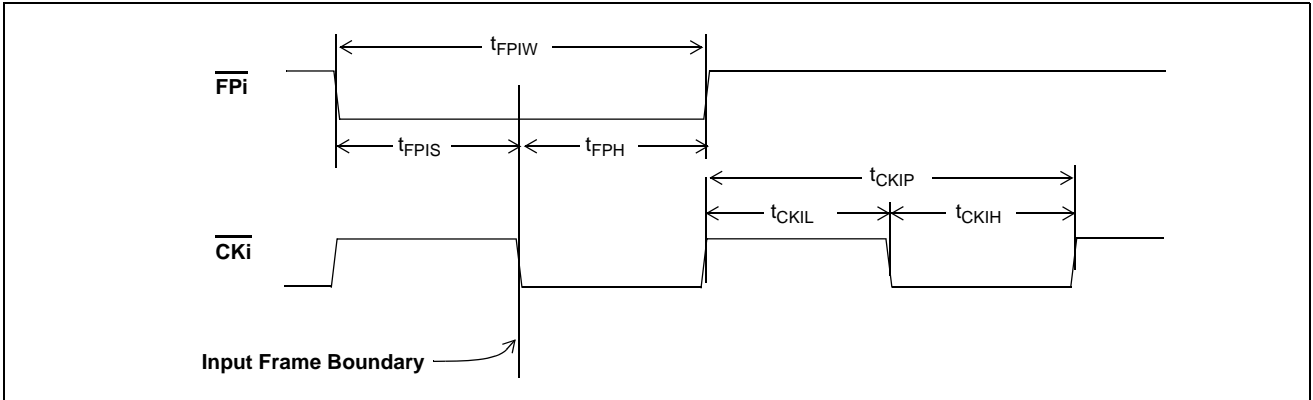 tFPIW
FPi
tFPIS
tFPH
tCKIP
tCKIL
tCKIH
CKi
Input Frame Boundary